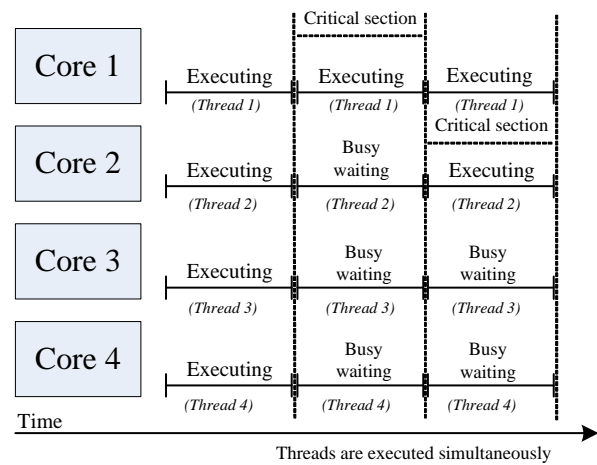 Critical section
Core 1
Executing
Executing
Executing
(Thread 1)
(Thread 1)
(Thread 1)
Critical section
Core 2
Executing
Busy
waiting
Executing
(Thread 2)
(Thread 2)
(Thread 2)
Core 3
Executing
Busy
waiting
Busy
waiting
(Thread 3)
(Thread 3)
(Thread 3)
Core 4
Executing
Busy
waiting
Busy
waiting
(Thread 4)
(Thread 4)
(Thread 4)
Time
Threads are executed simultaneously